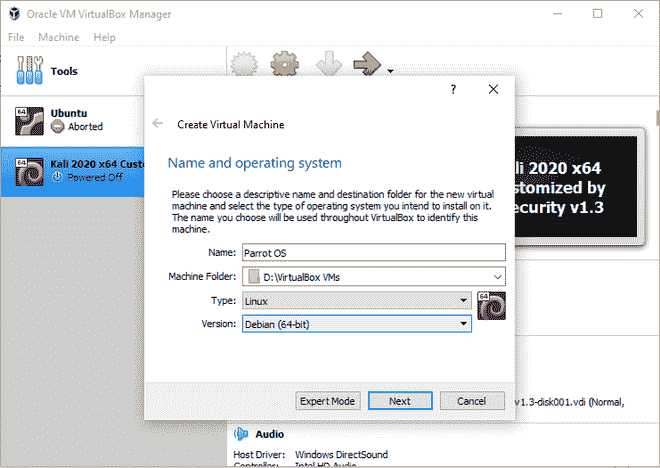 Oracle VM VirtualBox Manager
File Machine Help
Tools
64
Ubuntu
Aborted
64
Kali 2020 x64 Custo
Powered Off
?
Create Virtual Machine
Name and operating system
Please choose a descriptive name and destination folder for the new virtual
machine and select the type of operating system you intend to install on it.
The name you choose will be used throughout VirtualBox to identify this
machine.
Name: Parrot OS
Machine Folder: D:\VirtualBox VMs
Type: Linux
64
Version: Debian (64-bit)
Expert Mode Next Cancel
li 2020 x64
stomized by
ecurity v1.3
v1.3-disk001.vdi (Normal,
Audio
Host Driver: Windows DirectSound
Controller: Intel HD Audio